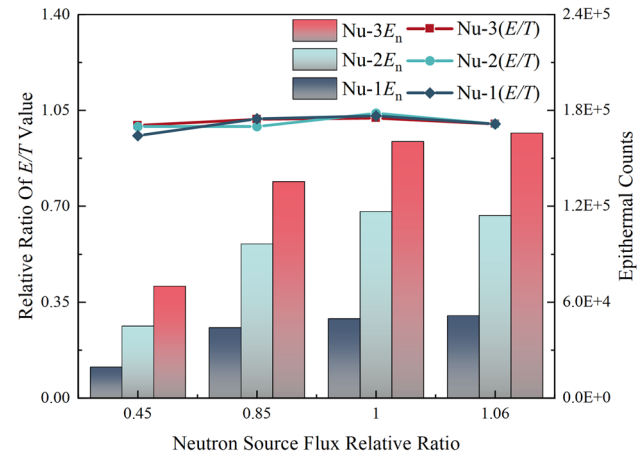 1.40
1.05
0.70
0.35
0.00
Relative Ratio Of E/T Value
Nu-3En
Nu-2En
Nu-1En
Nu-3(E/T)
Nu-2(E/T)
Nu-1(E/T)
2.4E+5
1.8E+5
1.2E+5
6.0E+4
0.0E+0
Epithermal Counts
0.45
0.85
1
1.06
Neutron Source Flux Relative Ratio